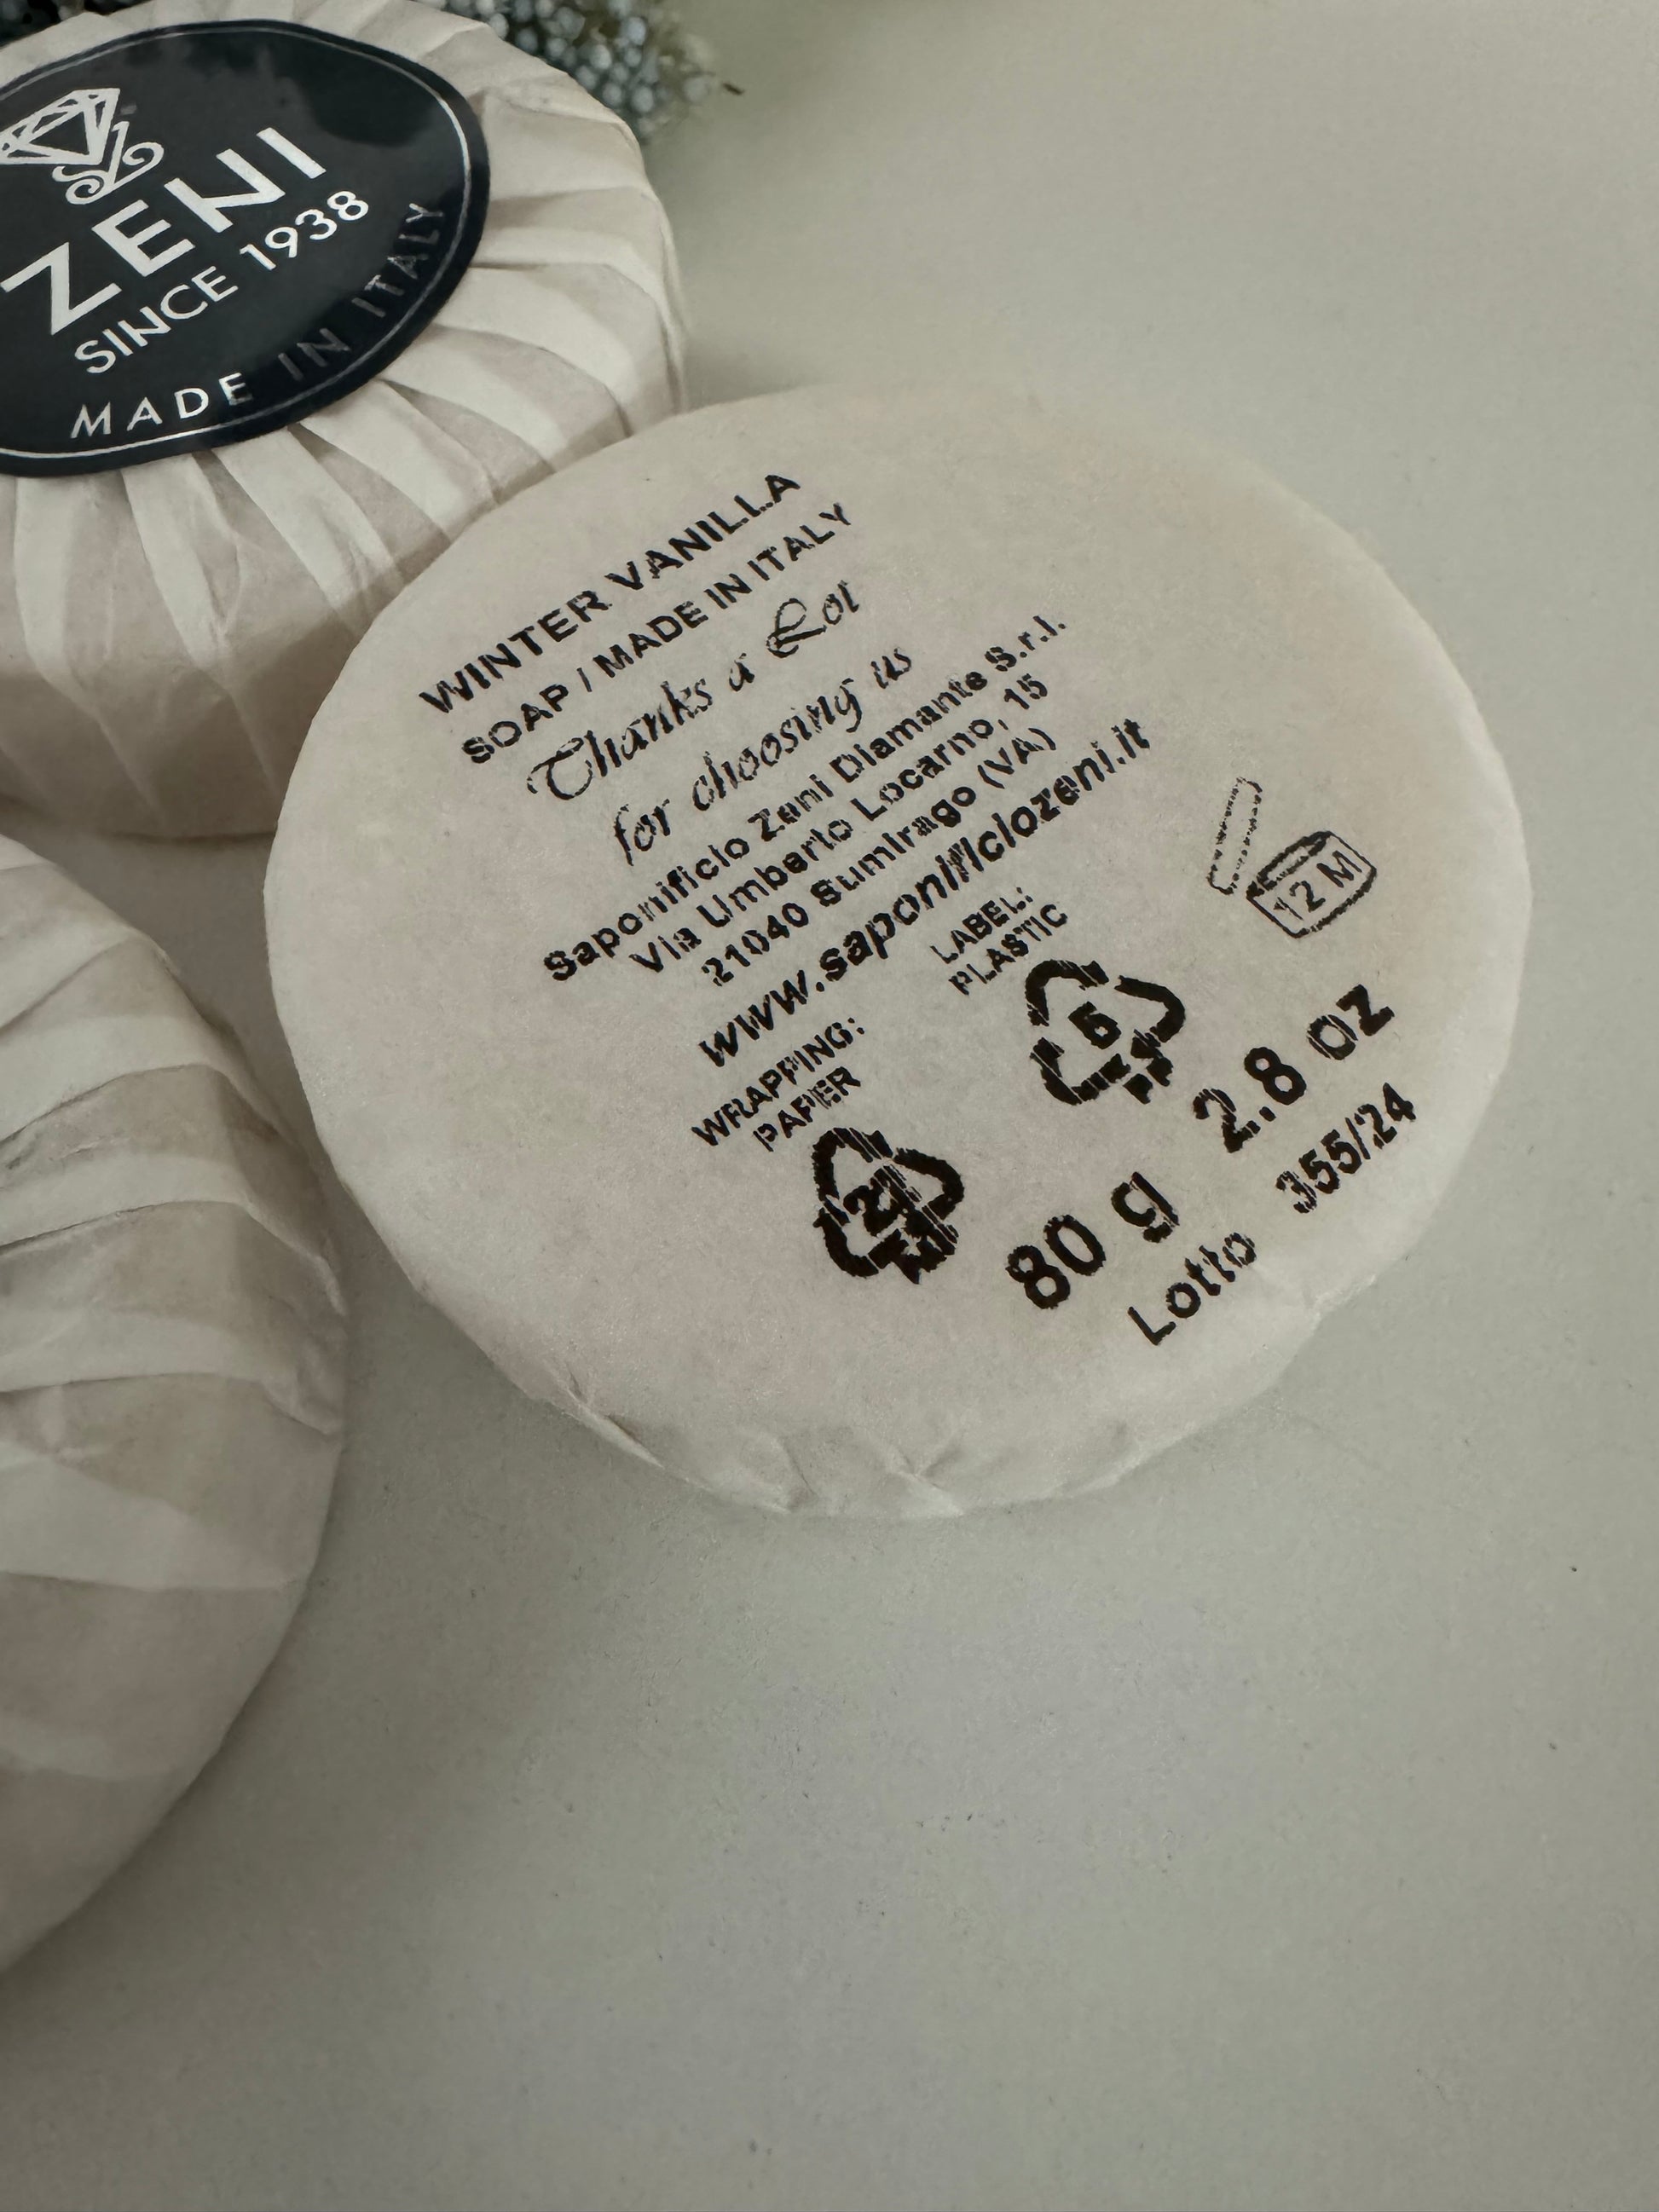 ZENI
SINCE 1938
MADE IN ITALY
WINTER VANILLA
SOAP / MADE IN ITALY
Thanks a Lot
for choosing us
Saponificio Zeni Diamante S.r.l.
Via Umberto Locarno, 15
21040 Sumirago (VA)
www.saponificiozeni.it
LABEL:
PLASTIC
5
PP
12 M
WRAPPING:
PAPER
80 g 2.8 oz
Lotto 355/24